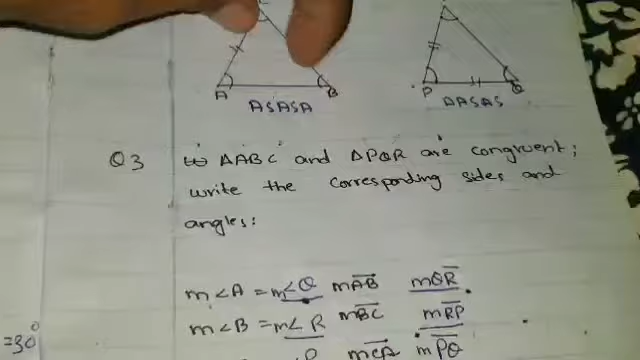 A B
ASASA
P Q
AASAS
Q3 ΔABC and ΔPQR are congruent;
write the corresponding sides and
angles:
m∠A = m∠Q mAB mQR
m∠B = m∠R mBC mRP
=30° P mCA mPQ